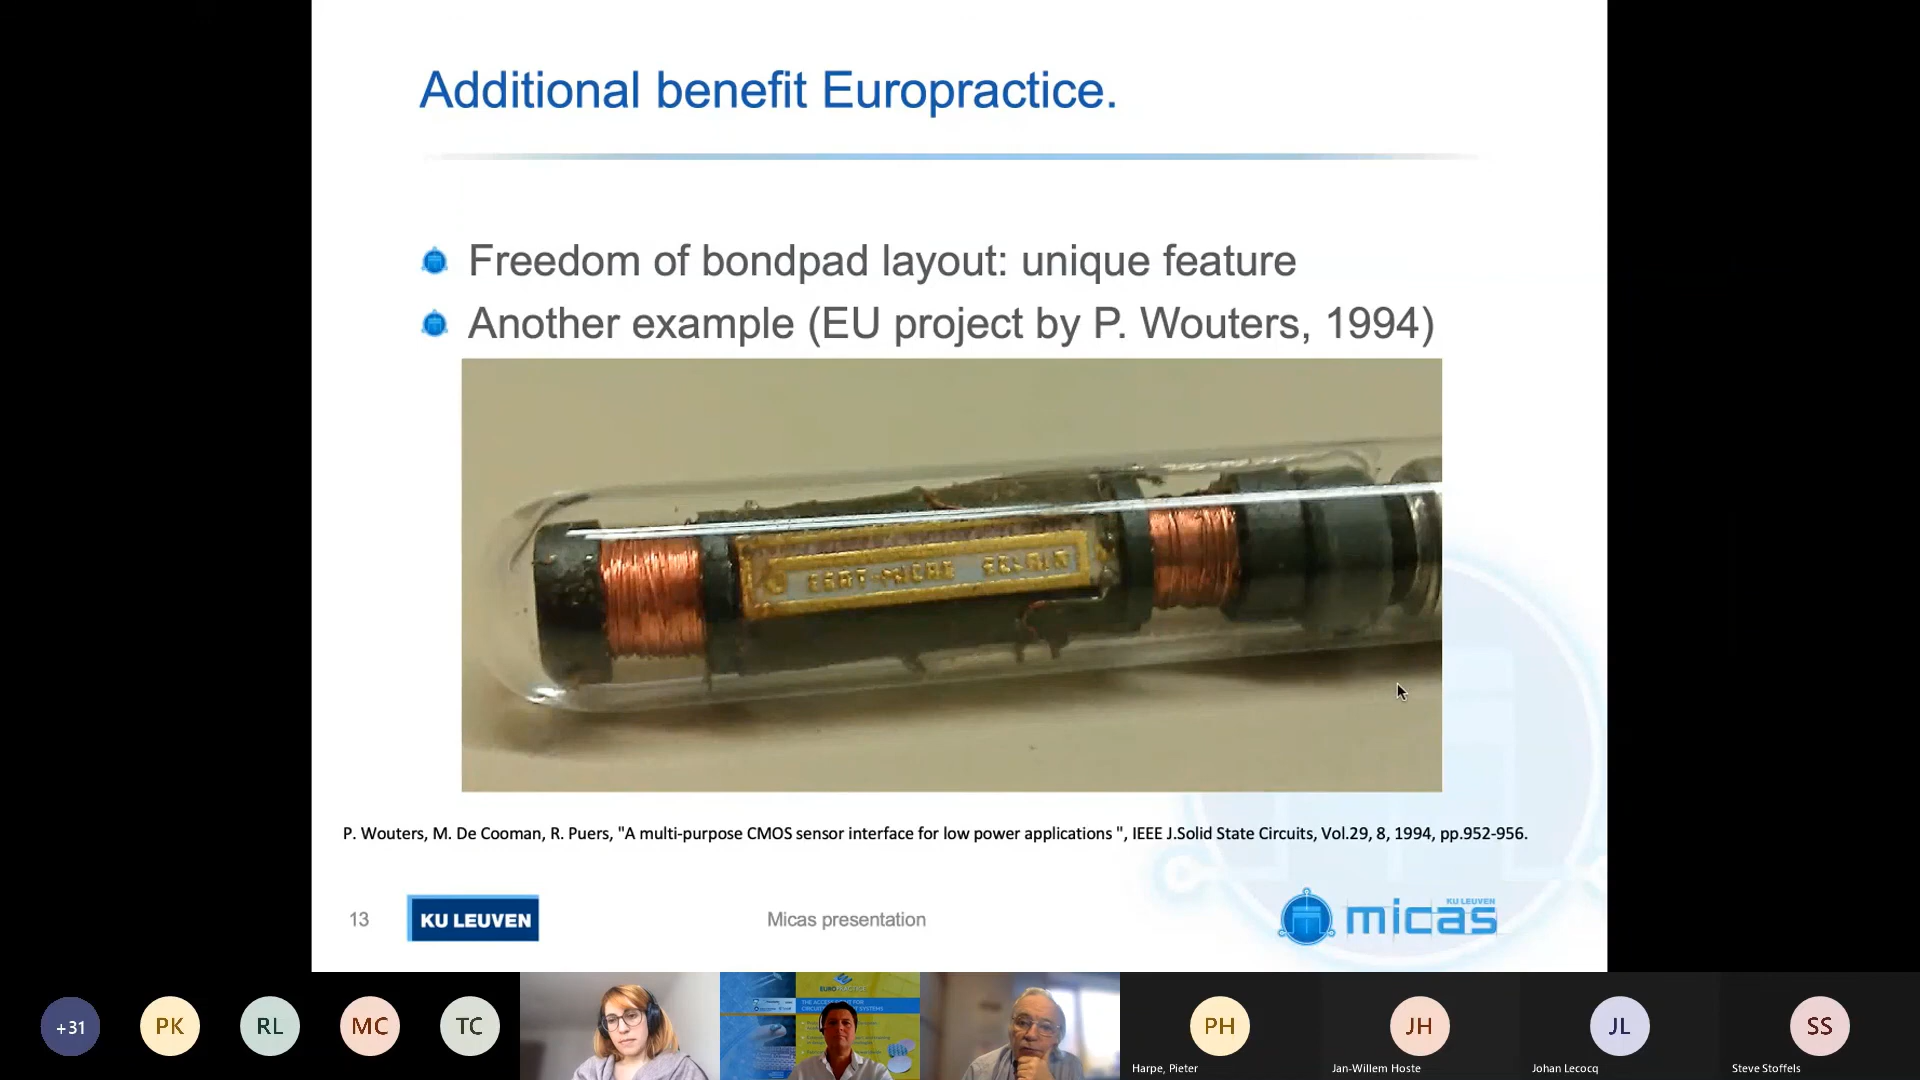 Additional benefit Europractice.
Freedom of bondpad layout: unique feature
Another example (EU project by P. Wouters, 1994)
P. Wouters, M. De Cooman, R. Puers, "A multi-purpose CMOS sensor interface for low power applications ", IEEE J.Solid State Circuits, Vol.29, 8, 1994, pp.952-956.
13
KU LEUVEN
Micas presentation
KU LEUVEN
micas
+31
PK
RL
MC
TC
EUROPRACTICE
PH
JH
JL
SS
Harpe, Pieter
Jan-Willem Hoste
Johan Lecocq
Steve Stoffels